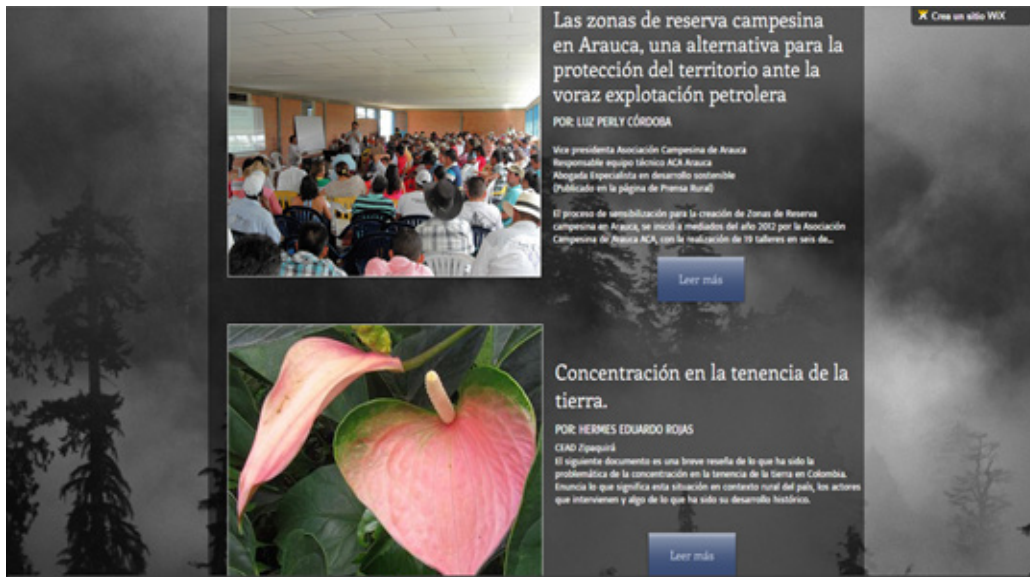 Crea un sitio WiX
Las zonas de reserva campesina
en Arauca, una alternativa para la
protección del territorio ante la
voraz explotación petrolera
POR: LUZ PERLY CÓRDOBA
Vice presidenta Asociación Campesina de Arauca
Responsable equipo técnico ACA Arauca
Abogada Especialista en desarrollo sostenible
(Publicado en la página de Prensa Rural)
El proceso de sensibilización para la creación de Zonas de Reserva
campesina en Arauca, se inició a mediados del año 2012 por la Asociación
Campesina de Arauca ACA, con la realización de 19 talleres en seis de...
Leer más
Concentración en la tenencia de la
tierra.
POR: HERMES EDUARDO ROJAS
CEAD Zipaquirá
El siguiente documento es una breve reseña de lo que ha sido la
problemática de la concentración en la tenencia de la tierra en Colombia.
Enuncia lo que significa esta situación en contexto rural del país, los actores
que intervienen y algo de lo que ha sido su desarrollo histórico.
Leer más